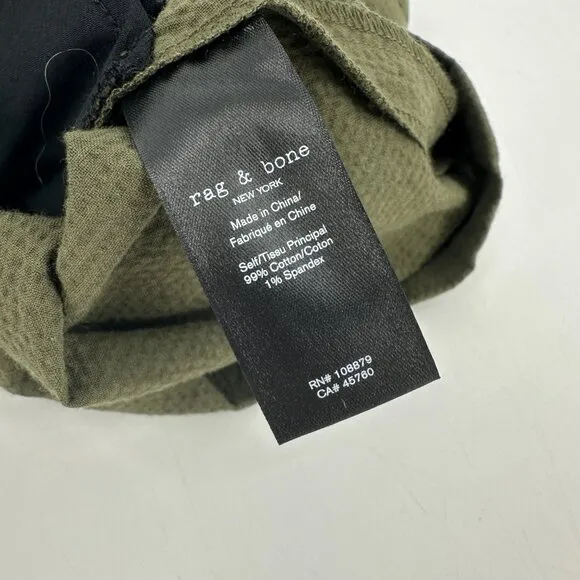 rag & bone
NEW YORK
Made in China/
Fabriqué en Chine
Self/Tissu Principal
99% Cotton/Coton
1% Spandex
RN# 108879
CA# 45760